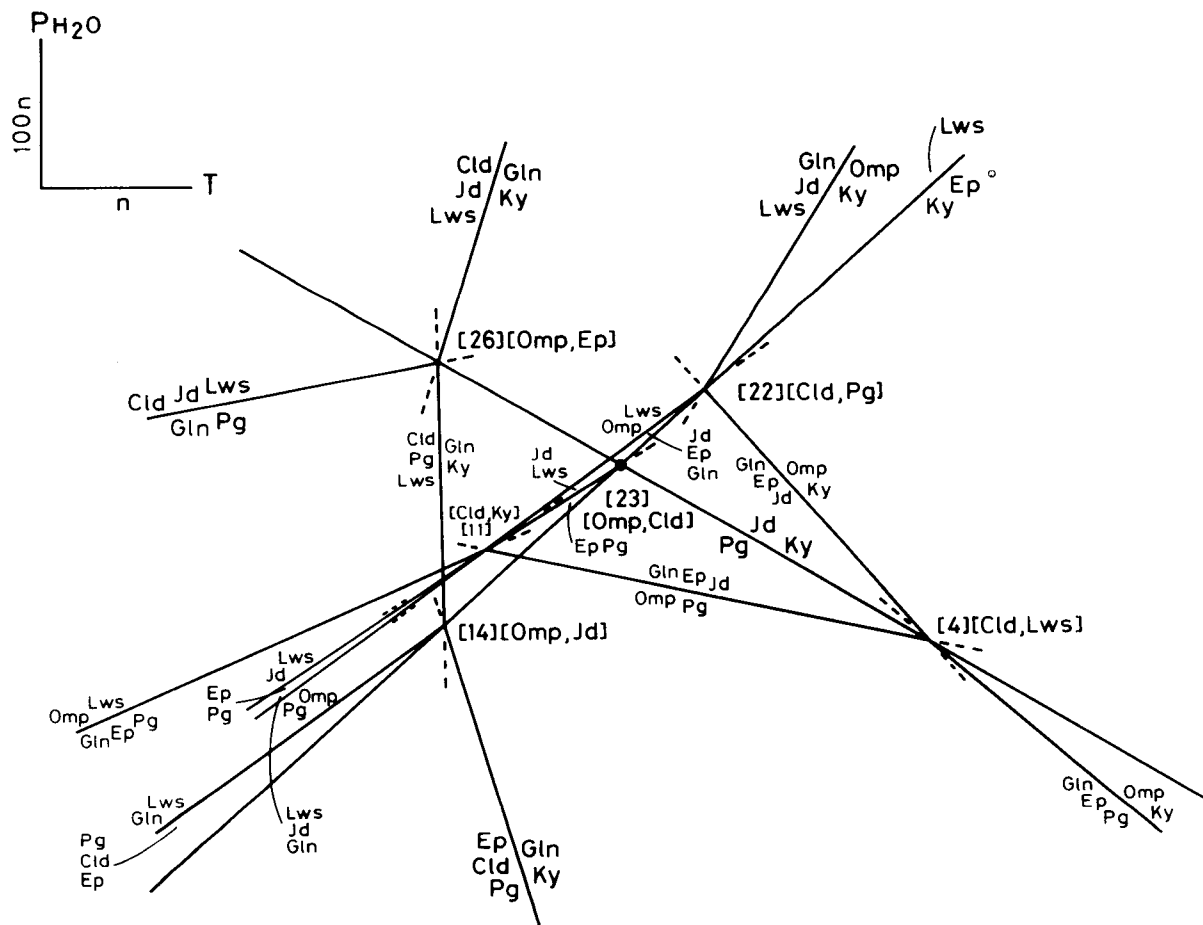 PH2O
100n
T
n
Cld Gln
Jd Ky
Lws
Gln Omp
Jd Ky
Lws
Lws
Ky Ep
[26][Omp,Ep]
Cld Jd Lws
Gln Pg
[22][Cld,Pg]
Cld Gln
Pg Ky
Lws
Lws
Omp
Jd
Ep
Gln
Jd
Lws
Gln Omp
Ep Ky
Jd
[Cld,Ky]
[11]
[23]
[Omp,Cld]
Ep Pg
Jd
Pg Ky
Gln Ep Jd
Omp Pg
[14][Omp,Jd]
[4][Cld,Lws]
Lws
Jd
Ep
Pg
Omp
Pg
Omp Lws
Gln Ep Pg
Lws
Gln
Lws
Jd
Gln
Pg
Cld
Ep
Ep Gln
Cld Ky
Pg
Gln Omp
Ep Ky
Pg